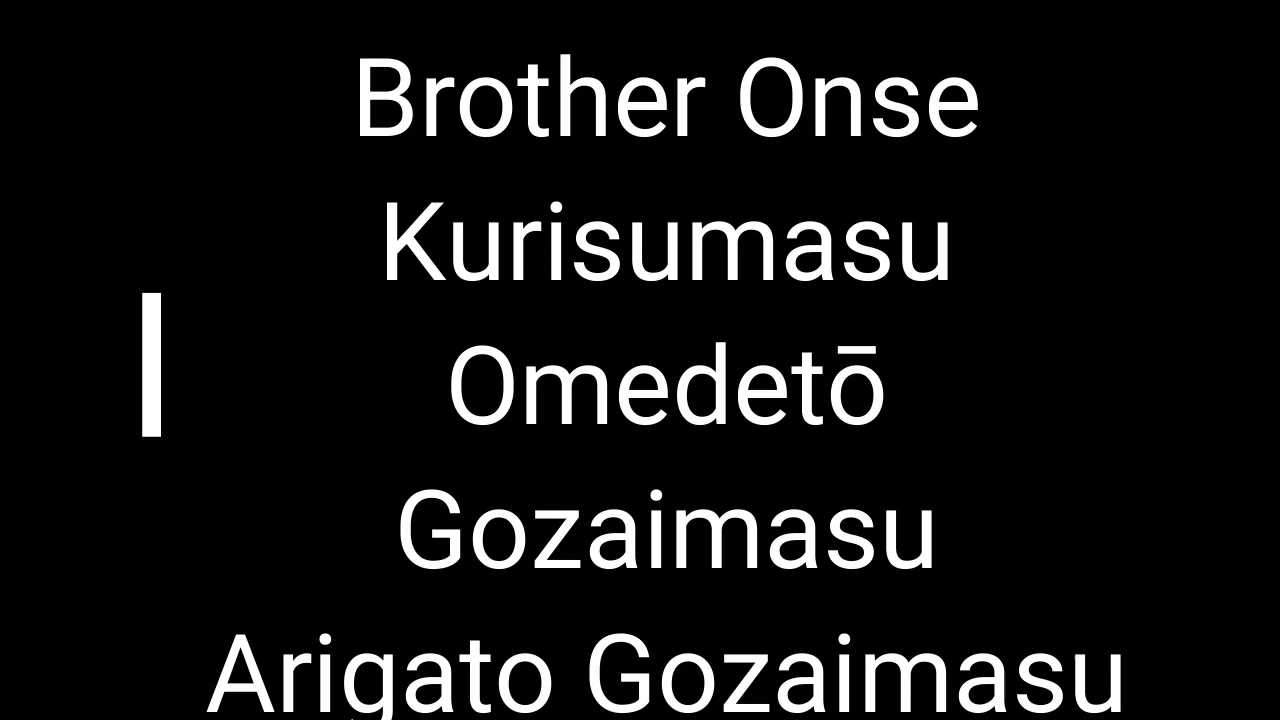 Brother Onse
Kurisumasu
Omedetō
Gozaimasu
Arigato Gozaimasu